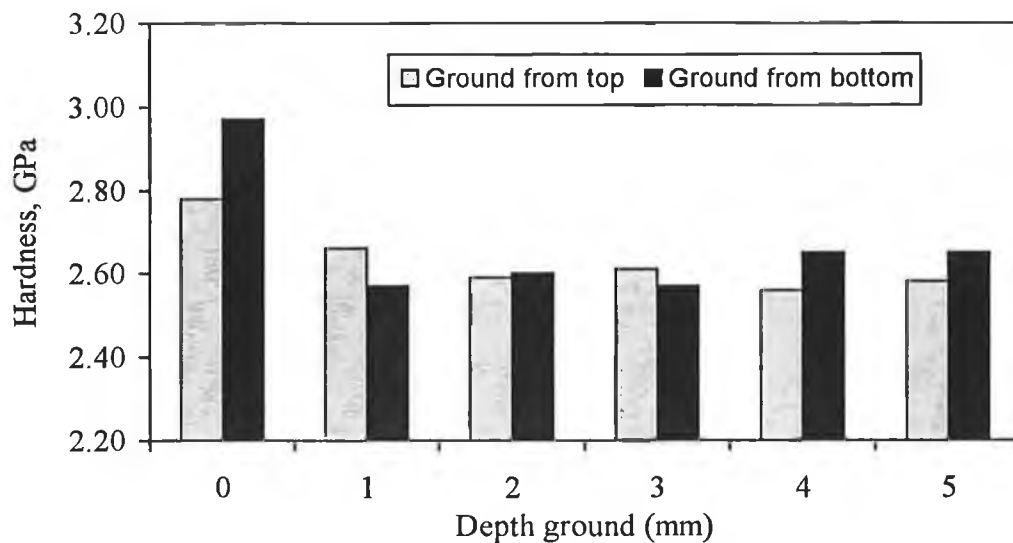 3.20
Ground from top Ground from bottom
3.00
2.80
2.60
2.40
2.20
Hardness, GPa
0 1 2 3 4 5
Depth ground (mm)